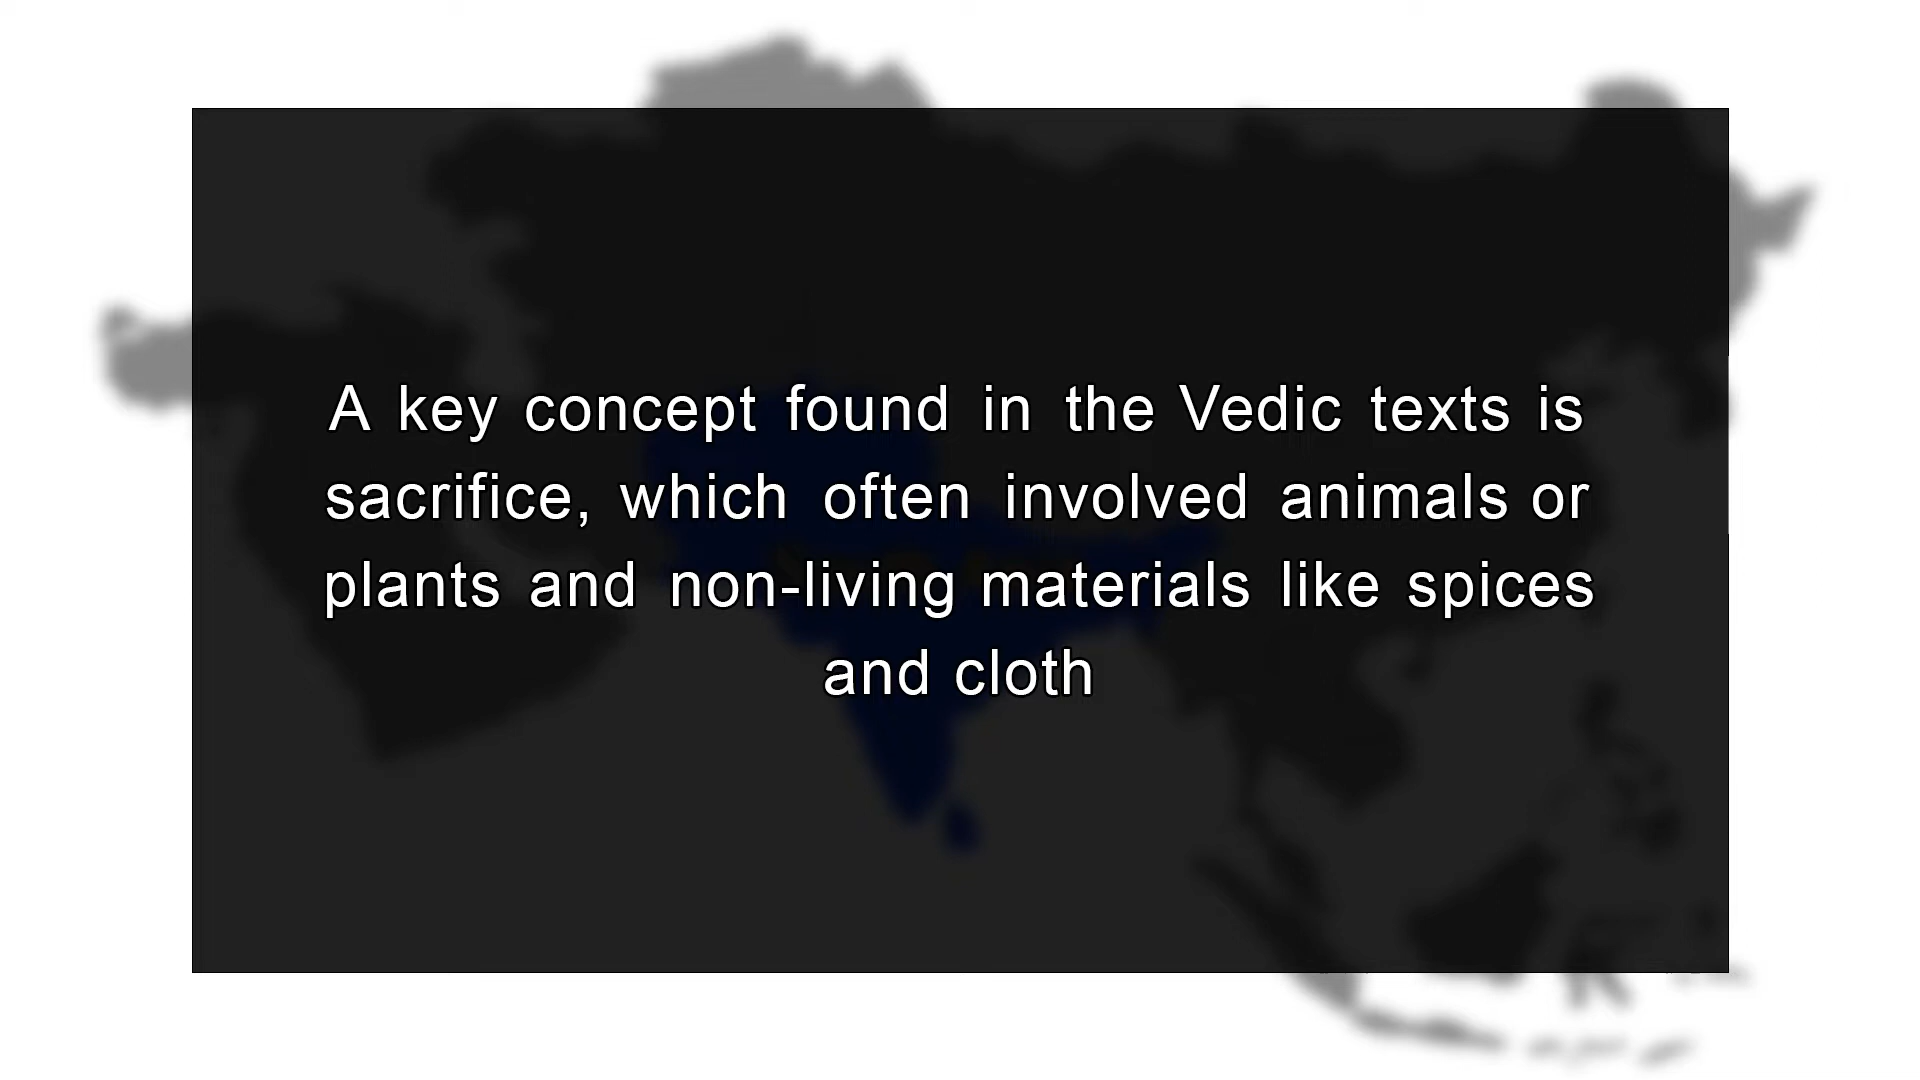 A key concept found in the Vedic texts is
sacrifice, which often involved animals or
plants and non-living materials like spices
and cloth